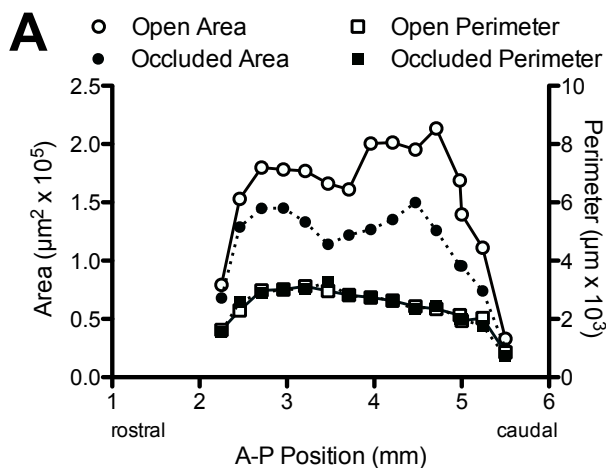 A
Open Area
Open Perimeter
Occluded Area
Occluded Perimeter
Area (µm² x 10⁵)
2.5
2.0
1.5
1.0
0.5
0.0
10
8
6
4
2
0
Perimeter (µm x 10³)
1 2 3 4 5 6
rostral caudal
A-P Position (mm)